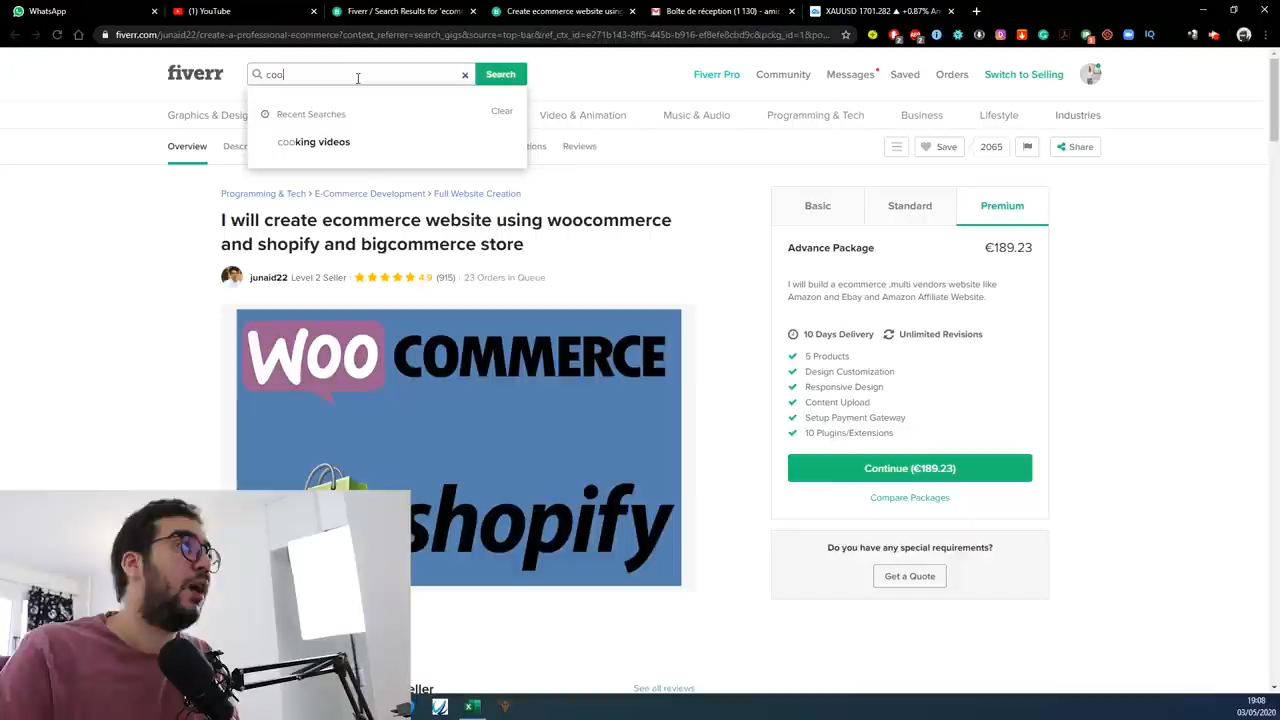 WhatsApp
(1) YouTube
Fiverr / Search Results for 'ecom
Ecommerce website using
Boîte de réception (1 130) - amic
XAUUSD 1701.282 ▲ +0.87% An
fiverr.com/junaid22/create-a-professional-ecommerce?context_referrer=search_gigs&source=top-bar&ref_ctx_id=e271b143-8ff5-445b-b916-6186cbdd9c9d&pckg_id=1&po...
fiverr
coo
Search
Fiverr Pro
Community
Messages
Saved
Orders
Switch to Selling
Recent Searches
Clear
cooking videos
Graphics & Desig
Video & Animation
Music & Audio
Programming & Tech
Business
Lifestyle
Industries
Overview
Descr
tions
Reviews
Save
2065
Share
Programming & Tech > E-Commerce Development > Full Website Creation
I will create ecommerce website using woocommerce
and shopify and bigcommerce store
junaid22 Level 2 Seller 4.9 (915) 23 Orders in Queue
WOO COMMERCE
shopify
Basic
Standard
Premium
Advance Package
€189.23
I will build a ecommerce ,multi vendors website like
Amazon and Ebay and Amazon Affiliate Website.
10 Days Delivery
Unlimited Revisions
5 Products
Design Customization
Responsive Design
Content Upload
Setup Payment Gateway
10 Plugins/Extensions
Continue (€189.23)
Compare Packages
Do you have any special requirements?
Get a Quote
eller
See all reviews
19:08
03/05/2020